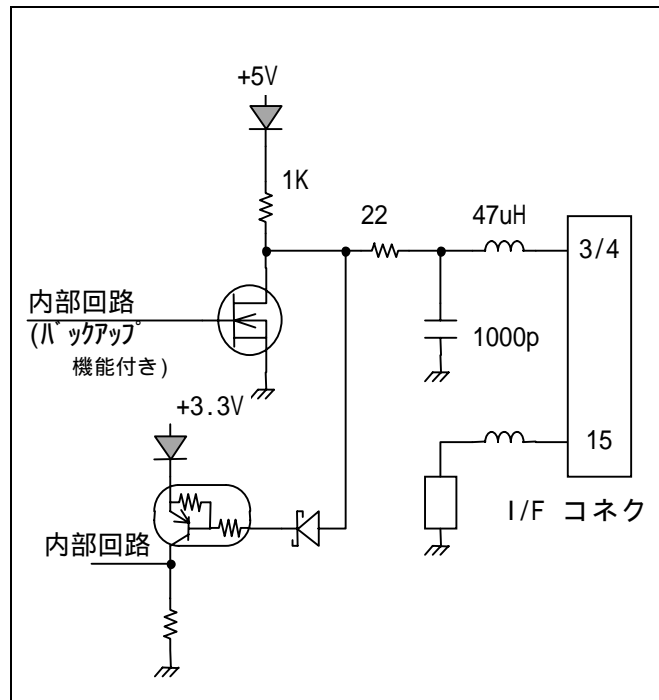 +5V
1K
22
47uH
3/4
内部回路
(ﾊﾞｯｸｱｯﾌﾟ
機能付き)
1000p
+3.3V
15
I/F コネク
内部回路